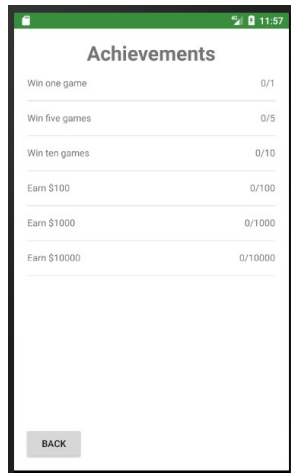 11:57
Achievements
Win one game 0/1
Win five games 0/5
Win ten games 0/10
Earn $100 0/100
Earn $1000 0/1000
Earn $10000 0/10000
BACK